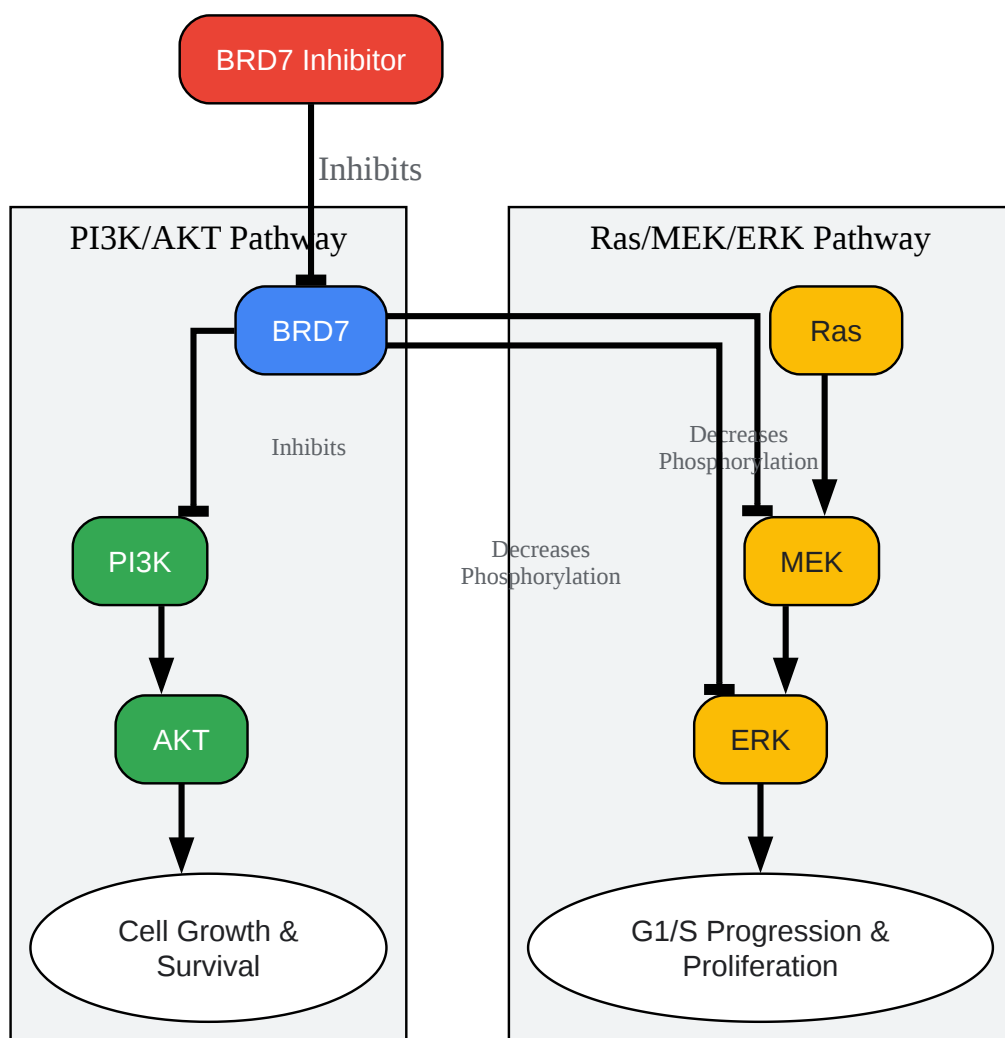 BRD7 Inhibitor
Inhibits
PI3K/AKT Pathway
Ras/MEK/ERK Pathway
BRD7
Ras
Inhibits
Decreases
Phosphorylation
PI3K
Decreases
Phosphorylation
MEK
AKT
ERK
Cell Growth &
Survival
G1/S Progression &
Proliferation